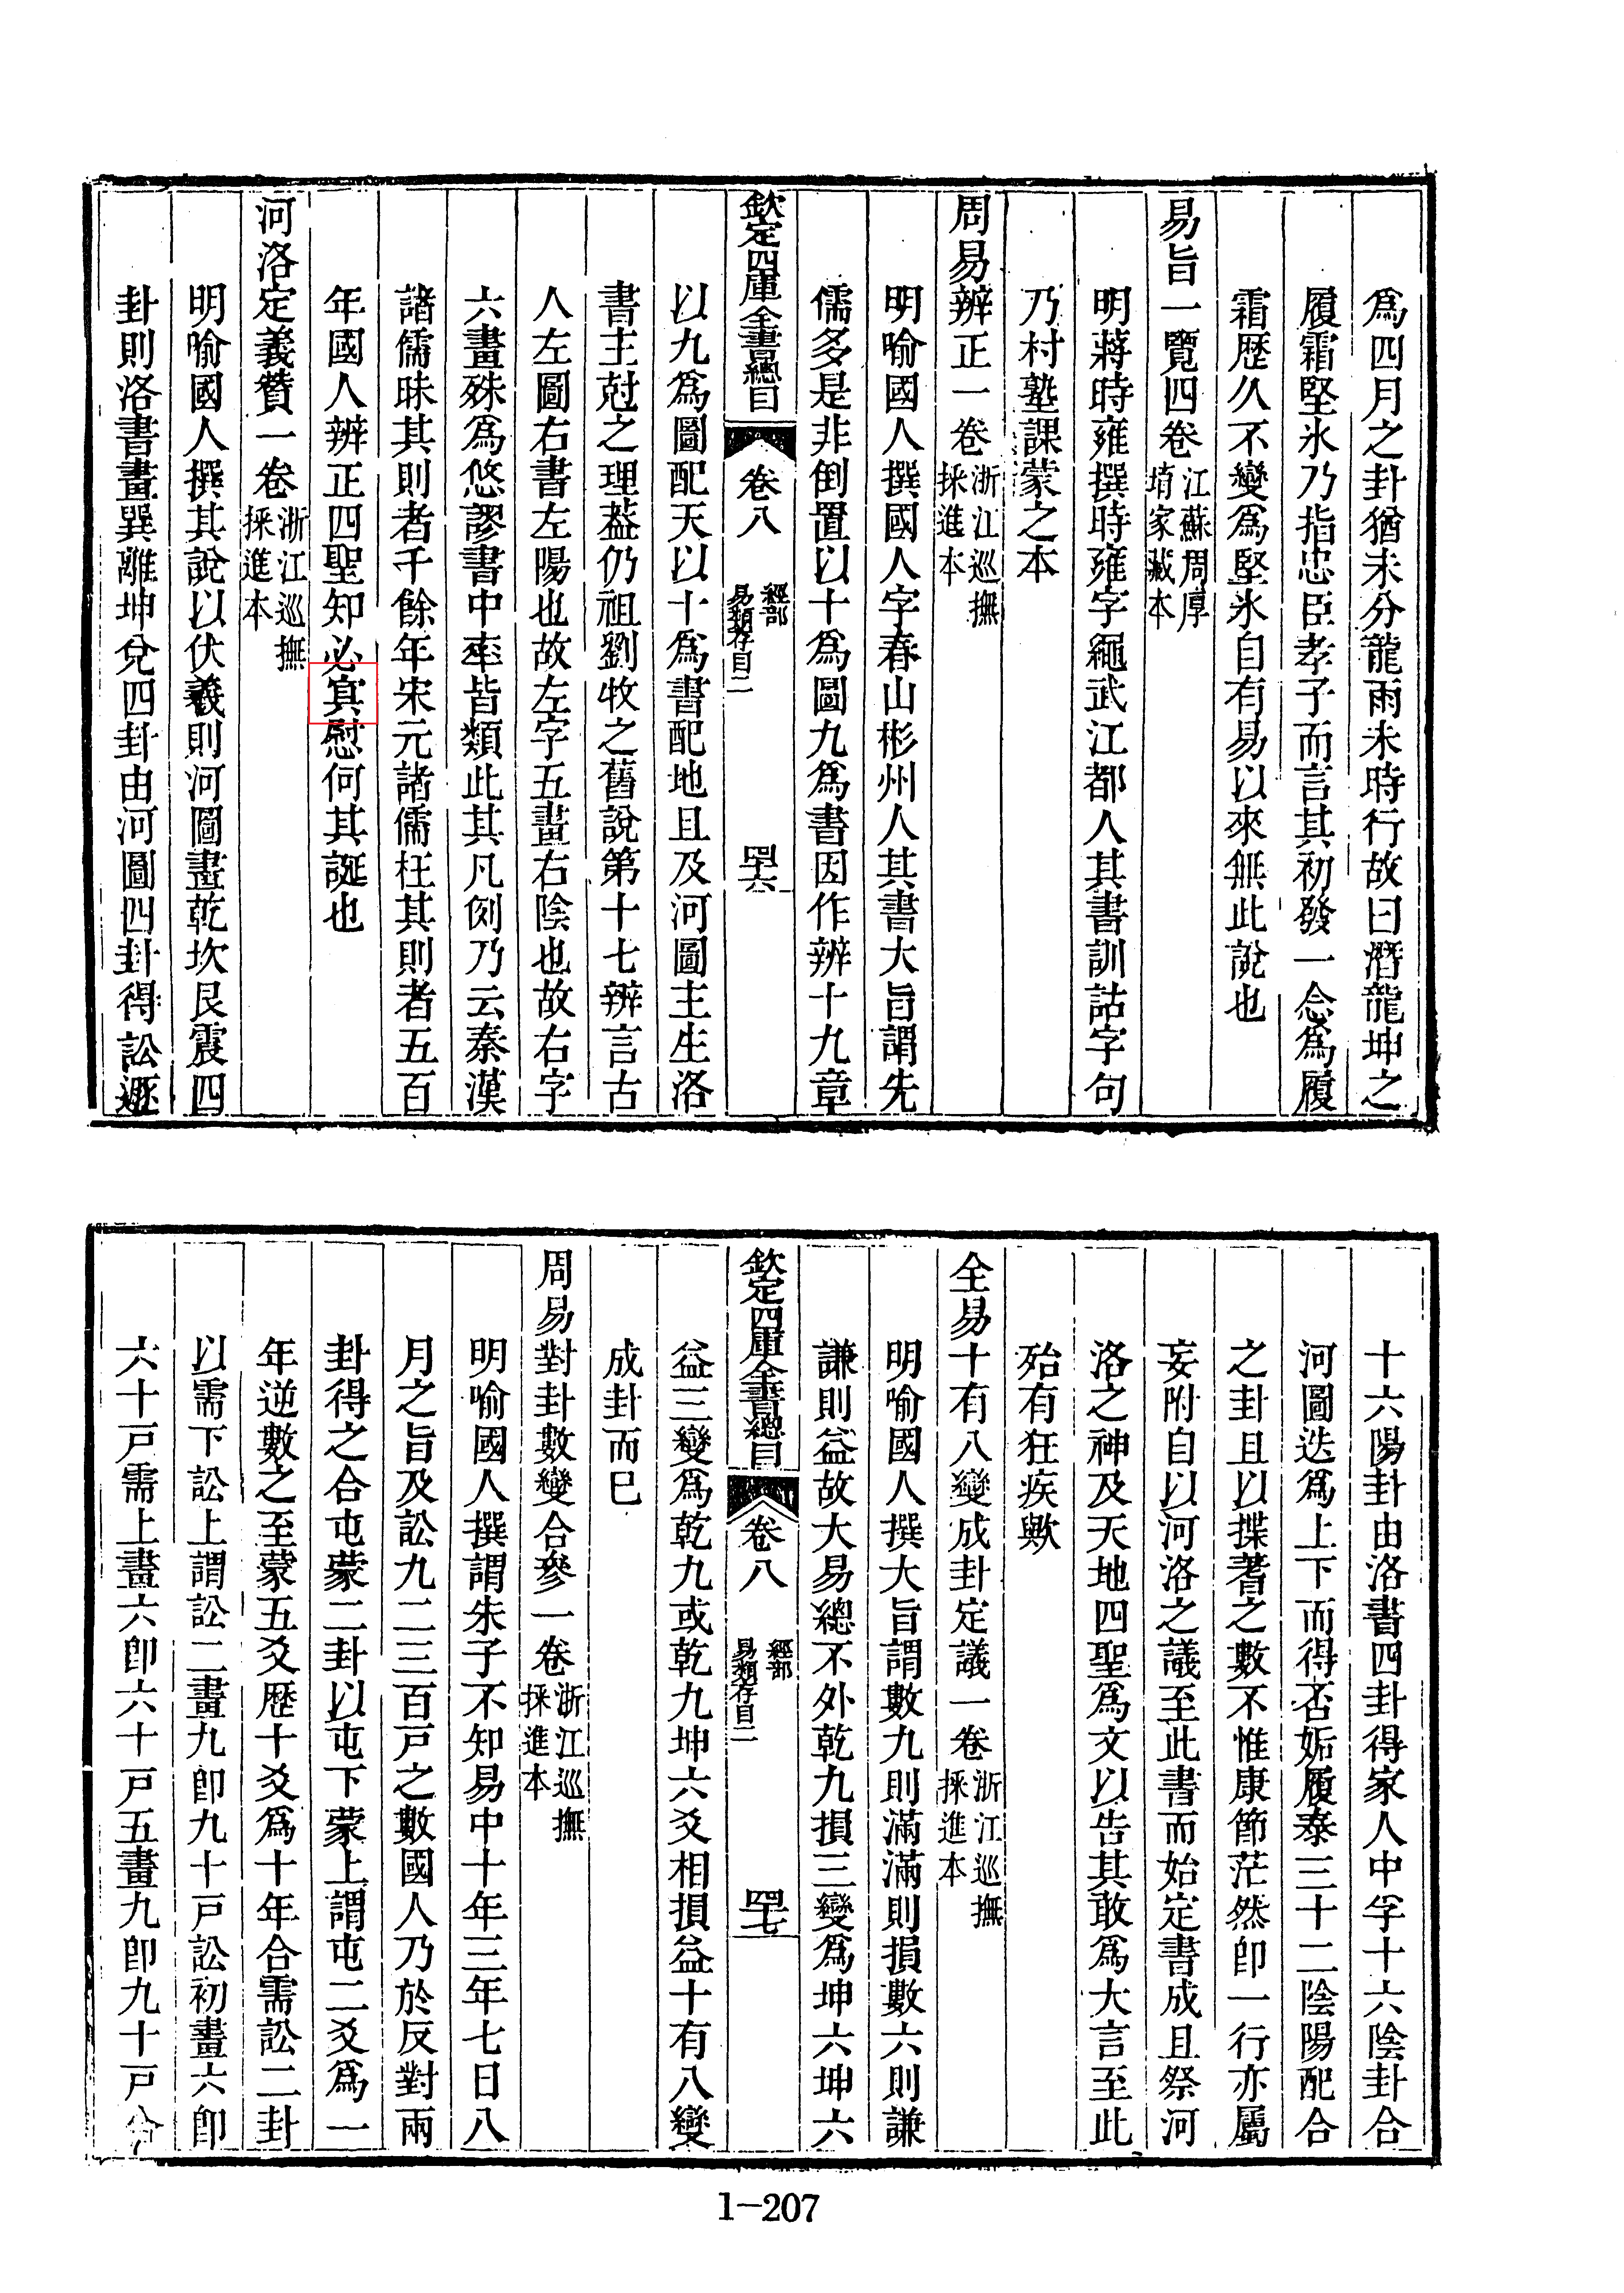 爲四月之卦猶未分龍雨未時行故曰潛龍坤之
履霜堅氷乃指忠臣孝子而言其初發一念爲履
霜歴久不變爲堅氷自有易以來無此說也
易旨一覽四卷江蘇周厚
堉家藏本
明蔣時雍撰時雍字繩武江都人其書訓詁字句
乃村塾課蒙之本
周易辨正一卷浙江巡撫
採進本
明喻國人撰國人字春山彬州人其書大旨謂先
儒多是非倒置以十爲圖九爲書因作辨十九章
欽定四庫全書總目 卷八 經部
易類存目二 四六
以九爲圖配天以十爲書配地且及河圖主生洛
書主尅之理葢仍祖劉牧之舊說第十七辨言古
人左圖右書左陽也故左字五畫右陰也故右字
六畫殊爲悠謬書中率皆類此其凡例乃云秦漢
諸儒昧其則者千餘年宋元諸儒枉其則者五百
年國人辨正四聖知必寘慰何其誕也
河洛定義贊一卷浙江巡撫
採進本
明喻國人撰其說以伏羲則河圖畫乾坎艮震四
卦則洛書畫巽離坤兌四卦由河圖四卦得訟遯
十六陽卦由洛書四卦得家人中孚十六陰卦合
河圖迭爲上下而得否姤履泰三十二陰陽配合
之卦且以揲蓍之數不惟康節茫然卽一行亦屬
妄附自以河洛之議至此書而始定書成且祭河
洛之神及天地四聖爲文以告其敢爲大言至此
殆有狂疾歟
全易十有八變成卦定議一卷浙江巡撫
採進本
明喻國人撰大旨謂數九則滿滿則損數六則謙
謙則益故大易總不外乾九損三變爲坤六坤六
欽定四庫全書總目 卷八 經部
易類存目二 四七
益三變爲乾九或乾九坤六爻相損益十有八變
成卦而巳
周易對卦數變合參一卷浙江巡撫
採進本
明喻國人撰謂朱子不知易中十年三年七日八
月之旨及訟九二三百戸之數國人乃於反對兩
卦得之合屯蒙二卦以屯下蒙上謂屯二爻爲一
年逆數之至蒙五爻歴十爻爲十年合需訟二卦
以需下訟上謂訟二畫九卽九十戸訟初畫六卽
六十戸需上畫六卽六十戸五畫九卽九十戸合
1-207